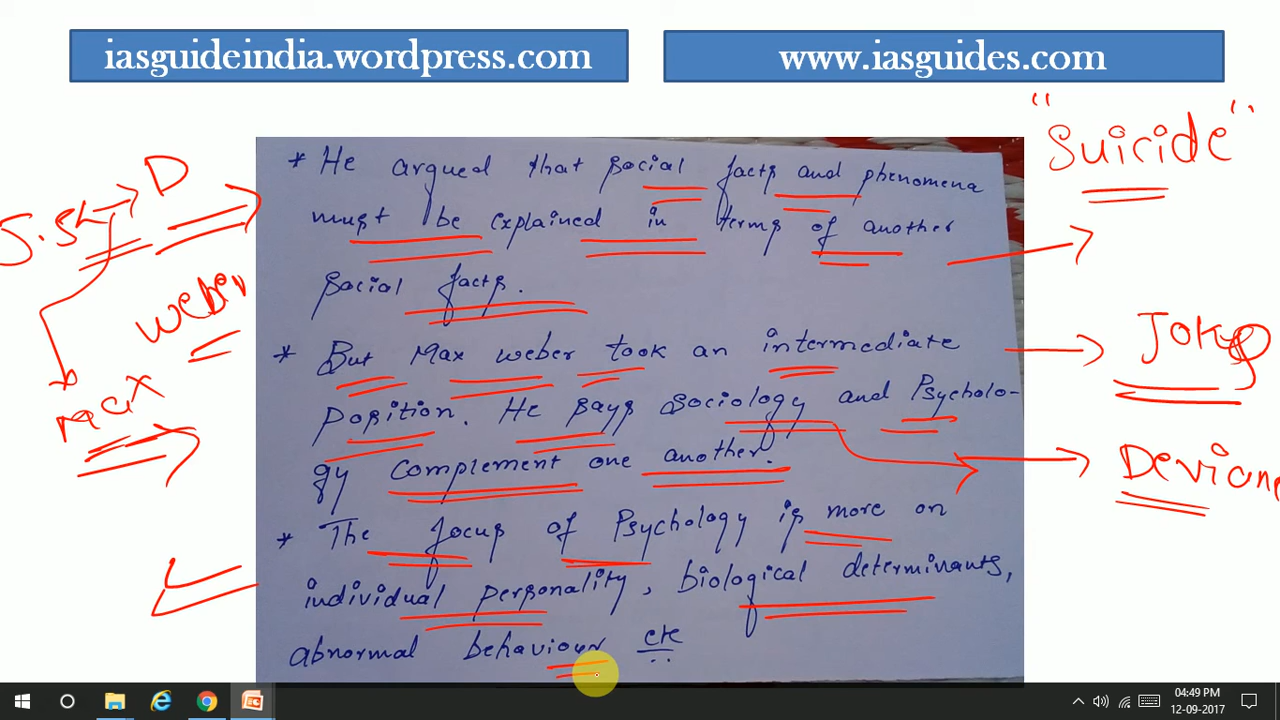 iasguideindia.wordpress.com
www.iasguides.com
"Suicide"
D
weber
Max
* He argued that social facts and phenomena
must be explained in terms of another
social facts.
* But Max weber took an intermediate
position. He says sociology and Psycholo-
gy complement one another.
* The focus of Psychology is more on
individual personality, biological determinants,
abnormal behaviour etc
Devian
04:49 PM
12-09-2017